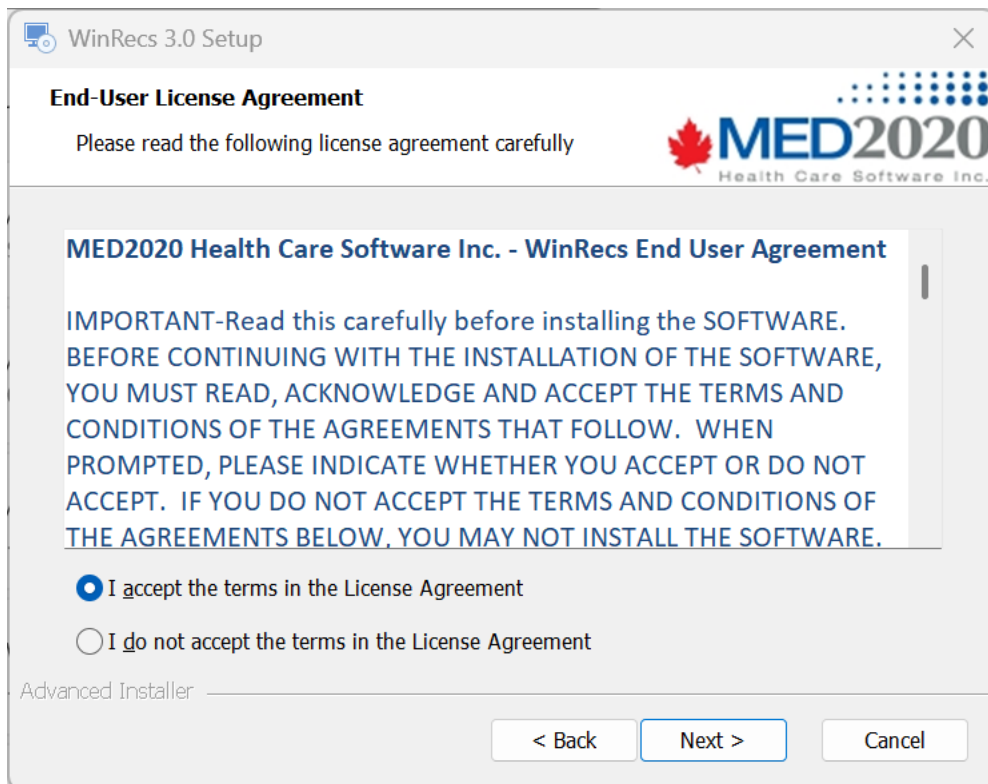 WinRecs 3.0 Setup
End-User License Agreement
Please read the following license agreement carefully
MED2020
Health Care Software Inc.
MED2020 Health Care Software Inc. - WinRecs End User Agreement
IMPORTANT-Read this carefully before installing the SOFTWARE.
BEFORE CONTINUING WITH THE INSTALLATION OF THE SOFTWARE,
YOU MUST READ, ACKNOWLEDGE AND ACCEPT THE TERMS AND
CONDITIONS OF THE AGREEMENTS THAT FOLLOW.  WHEN
PROMPTED, PLEASE INDICATE WHETHER YOU ACCEPT OR DO NOT
ACCEPT.  IF YOU DO NOT ACCEPT THE TERMS AND CONDITIONS OF
THE AGREEMENTS BELOW, YOU MAY NOT INSTALL THE SOFTWARE.
I accept the terms in the License Agreement
I do not accept the terms in the License Agreement
Advanced Installer
< Back Next > Cancel